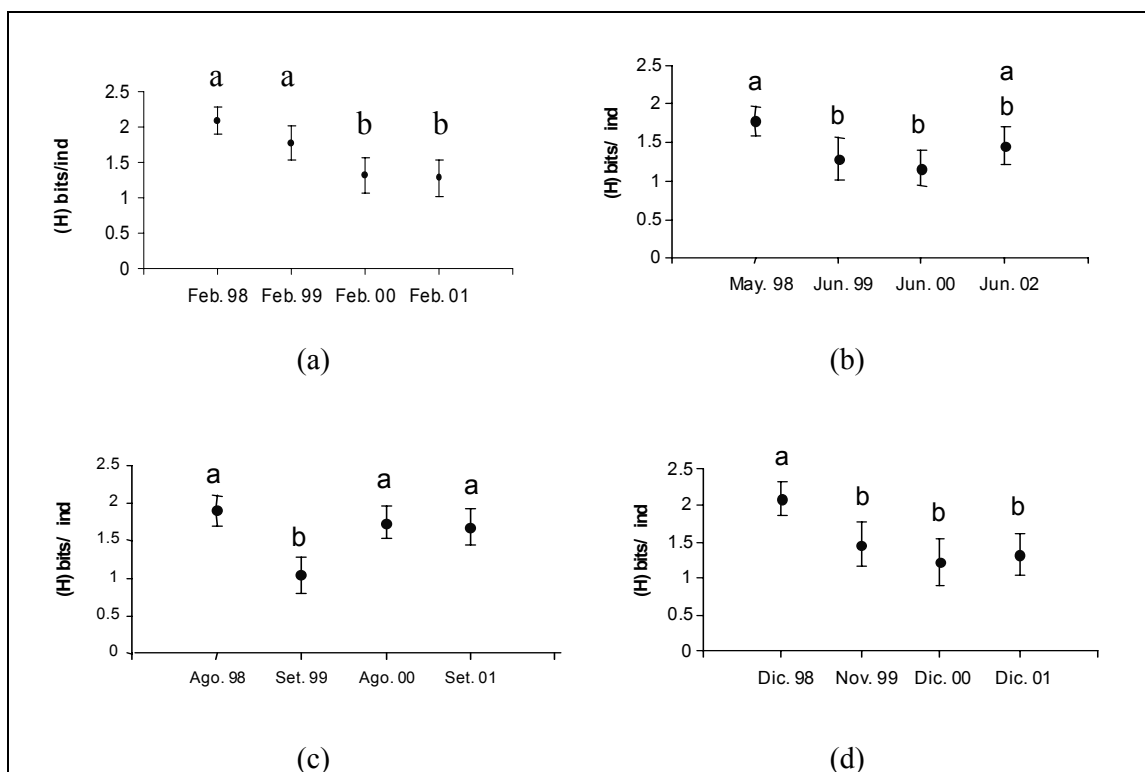 a a
b b
2.5
2
1.5
1
0.5
0
(H) bits/ind
Feb. 98 Feb. 99 Feb. 00 Feb. 01
(a)
a
a b b b
2.5
2
1.5
1
0.5
0
(H) bits/ ind
May. 98 Jun. 99 Jun. 00 Jun. 02
(b)
a a a
b
2.5
2
1.5
1
0.5
0
(H) bits/ ind
Ago. 98 Set. 99 Ago. 00 Set. 01
(c)
a
b b b
2.5
2
1.5
1
0.5
0
(H) bits/ ind
Dic. 98 Nov. 99 Dic. 00 Dic. 01
(d)